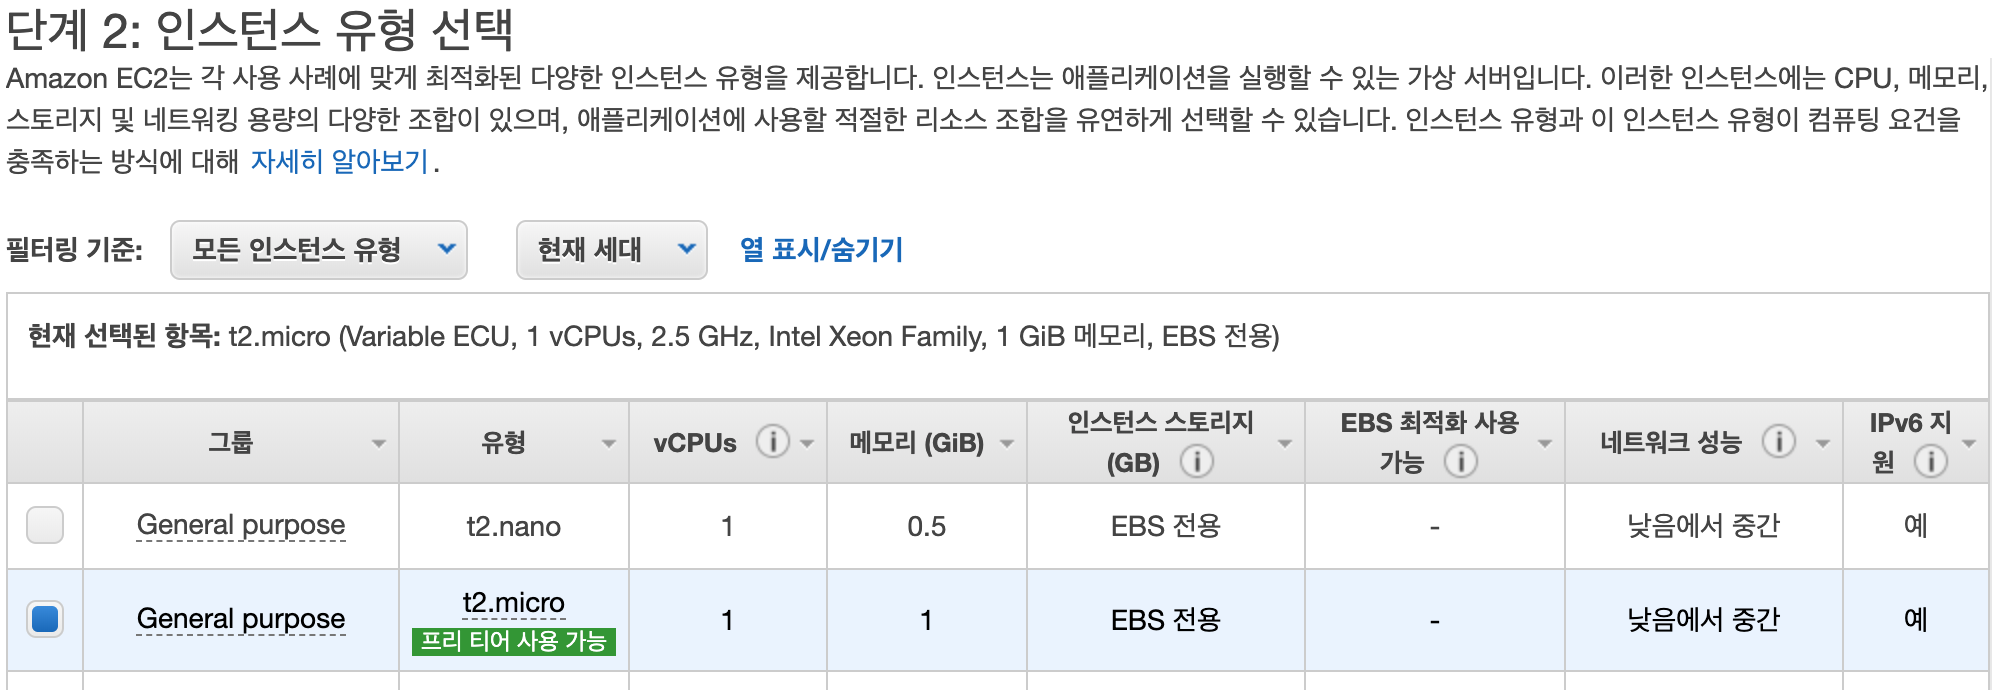 단계 2: 인스턴스 유형 선택
Amazon EC2는 각 사용 사례에 맞게 최적화된 다양한 인스턴스 유형을 제공합니다. 인스턴스는 애플리케이션을 실행할 수 있는 가상 서버입니다. 이러한 인스턴스에는 CPU, 메모리,
스토리지 및 네트워킹 용량의 다양한 조합이 있으며, 애플리케이션에 사용할 적절한 리소스 조합을 유연하게 선택할 수 있습니다. 인스턴스 유형과 이 인스턴스 유형이 컴퓨팅 요건을
충족하는 방식에 대해 자세히 알아보기.
필터링 기준: 모든 인스턴스 유형 현재 세대 열 표시/숨기기
현재 선택된 항목: t2.micro (Variable ECU, 1 vCPUs, 2.5 GHz, Intel Xeon Family, 1 GiB 메모리, EBS 전용)
그룹 유형 vCPUs 메모리 (GiB) 인스턴스 스토리지 (GB) EBS 최적화 사용 가능 네트워크 성능 IPv6 지원
General purpose t2.nano 1 0.5 EBS 전용 - 낮음에서 중간 예
General purpose t2.micro 프리 티어 사용 가능 1 1 EBS 전용 - 낮음에서 중간 예